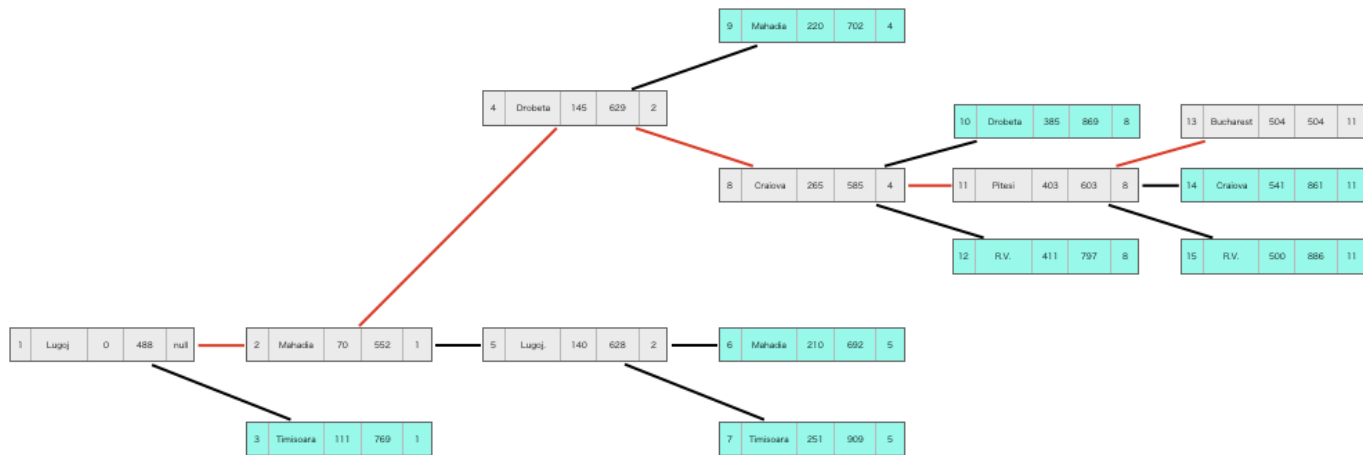 9 Mahadia 220 702 4
4 Drobeta 145 629 2
10 Drobeta 385 869 8
13 Bucharest 504 504 11
8 Craiova 265 585 4
11 Pitesi 403 603 8
14 Craiova 541 861 11
12 R.V. 411 797 8
15 R.V. 500 886 11
1 Lugoj 0 488 null
2 Mahadia 70 552 1
5 Lugoj. 140 628 2
6 Mahadia 210 692 5
3 Timisoara 111 769 1
7 Timisoara 251 909 5